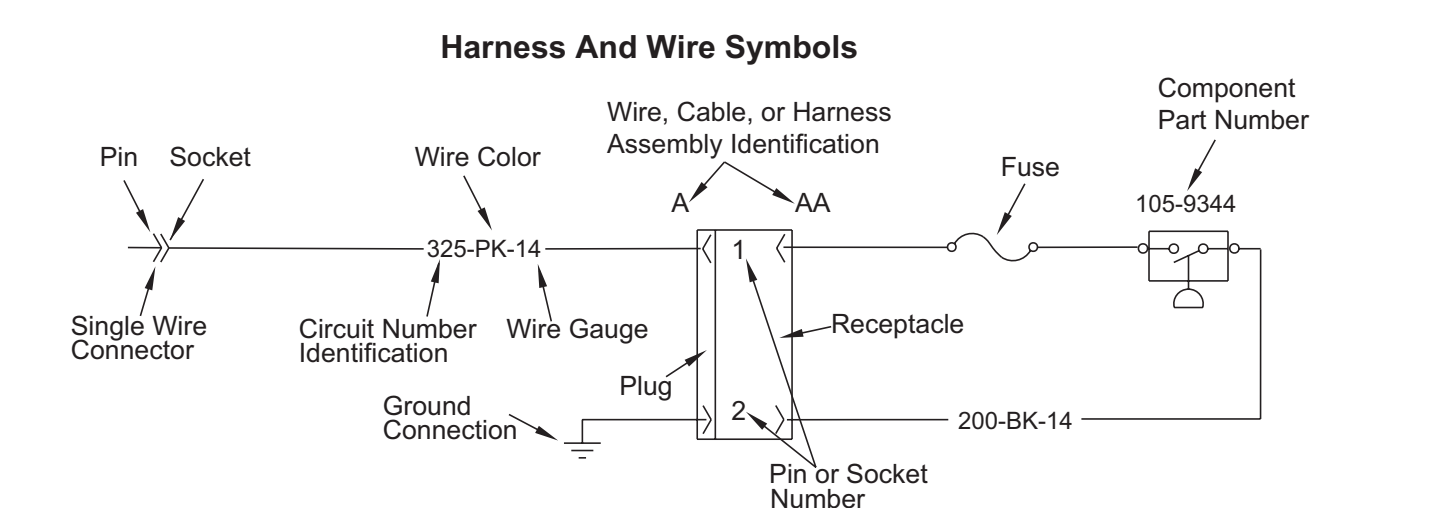 Harness And Wire Symbols
Component
Part Number
Wire, Cable, or Harness
Assembly Identification
Pin
Socket
Wire Color
Fuse
A
AA
105-9344
325-PK-14
1
Single Wire
Connector
Circuit Number
Identification
Wire Gauge
Receptacle
Plug
Ground
Connection
2
200-BK-14
Pin or Socket
Number